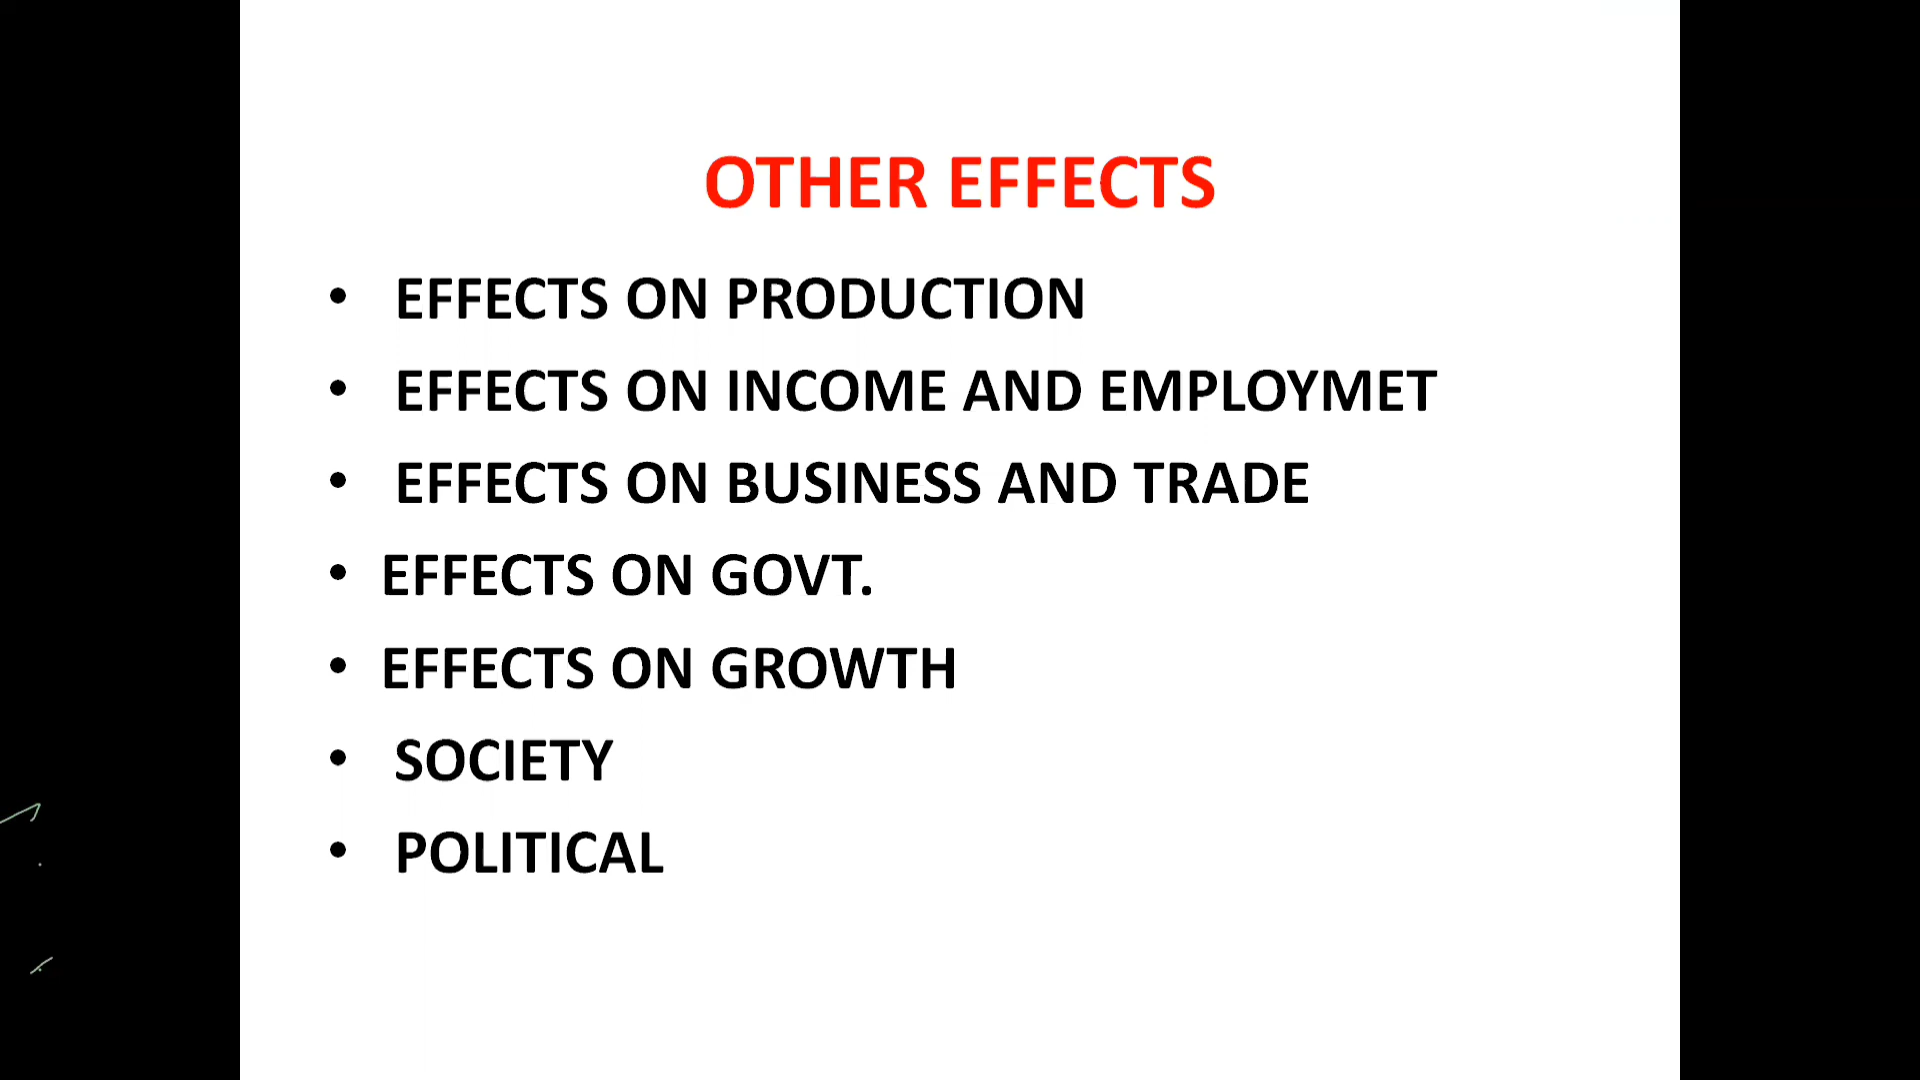 OTHER EFFECTS
• EFFECTS ON PRODUCTION
• EFFECTS ON INCOME AND EMPLOYMET
• EFFECTS ON BUSINESS AND TRADE
• EFFECTS ON GOVT.
• EFFECTS ON GROWTH
• SOCIETY
• POLITICAL